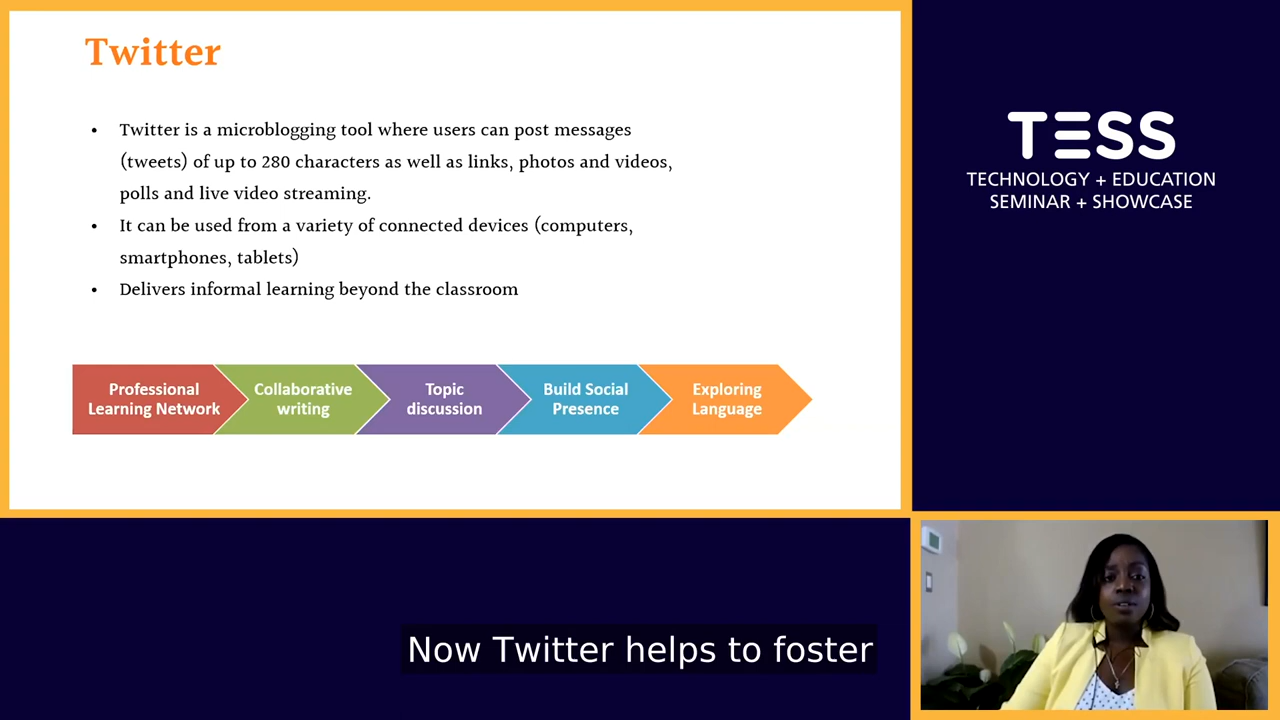 Twitter
• Twitter is a microblogging tool where users can post messages
(tweets) of up to 280 characters as well as links, photos and videos,
polls and live video streaming.
• It can be used from a variety of connected devices (computers,
smartphones, tablets)
• Delivers informal learning beyond the classroom
Professional
Learning Network
Collaborative
writing
Topic
discussion
Build Social
Presence
Exploring
Language
TESS
TECHNOLOGY + EDUCATION
SEMINAR + SHOWCASE
Now Twitter helps to foster